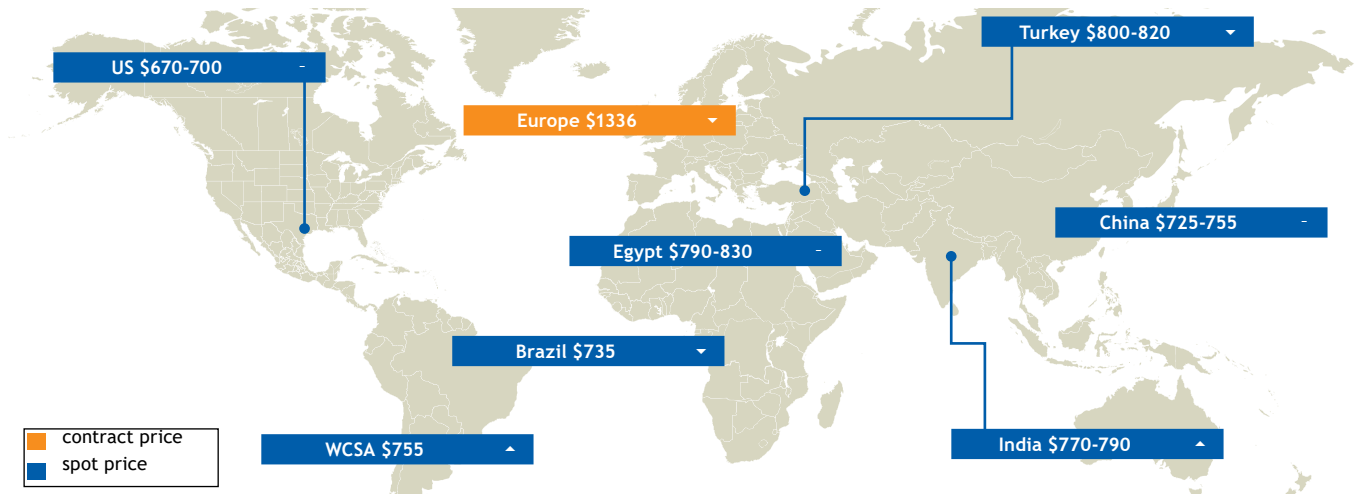 Turkey $800-820
US $670-700 -
Europe $1336
China $725-755 -
Egypt $790-830 -
Brazil $735
contract price
WCSA $755
India $770-790
spot price